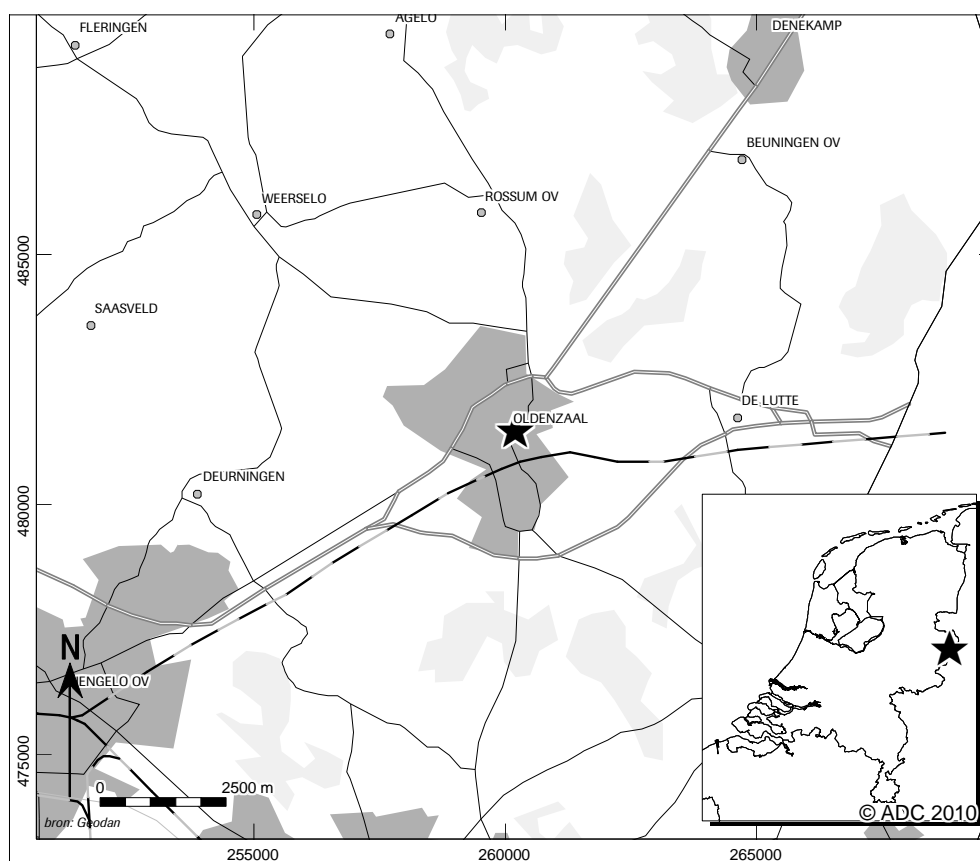 FLERINGEN
AGELO
DENEKAMP
BEUNINGEN OV
WEERSELO
ROSSUM OV
485000
SAASVELD
DE LUTTE
OLDENZAAL
DEURNINGEN
480000
N
ENGELO OV
475000
0 2500 m
bron: Geodan
© ADC 2010
255000 260000 265000